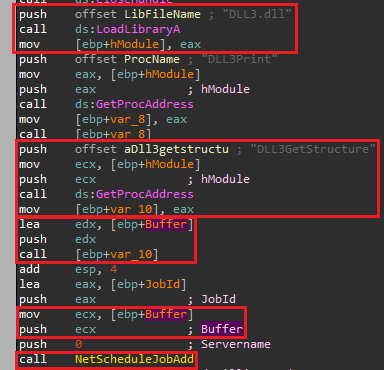 call ds:CloseHandle
push offset LibFileName ; "DLL3.dll"
call ds:LoadLibraryA
mov [ebp+hModule], eax
push offset ProcName ; "DLL3Print"
mov eax, [ebp+hModule]
push eax ; hModule
call ds:GetProcAddress
mov [ebp+var_8], eax
call [ebp+var_8]
push offset aDll3getstructu ; "DLL3GetStructure"
mov ecx, [ebp+hModule]
push ecx ; hModule
call ds:GetProcAddress
mov [ebp+var_10], eax
lea edx, [ebp+Buffer]
push edx
call [ebp+var_10]
add esp, 4
lea eax, [ebp+JobId]
push eax ; JobId
mov ecx, [ebp+Buffer]
push ecx ; Buffer
push 0 ; Servername
call NetScheduleJobAdd